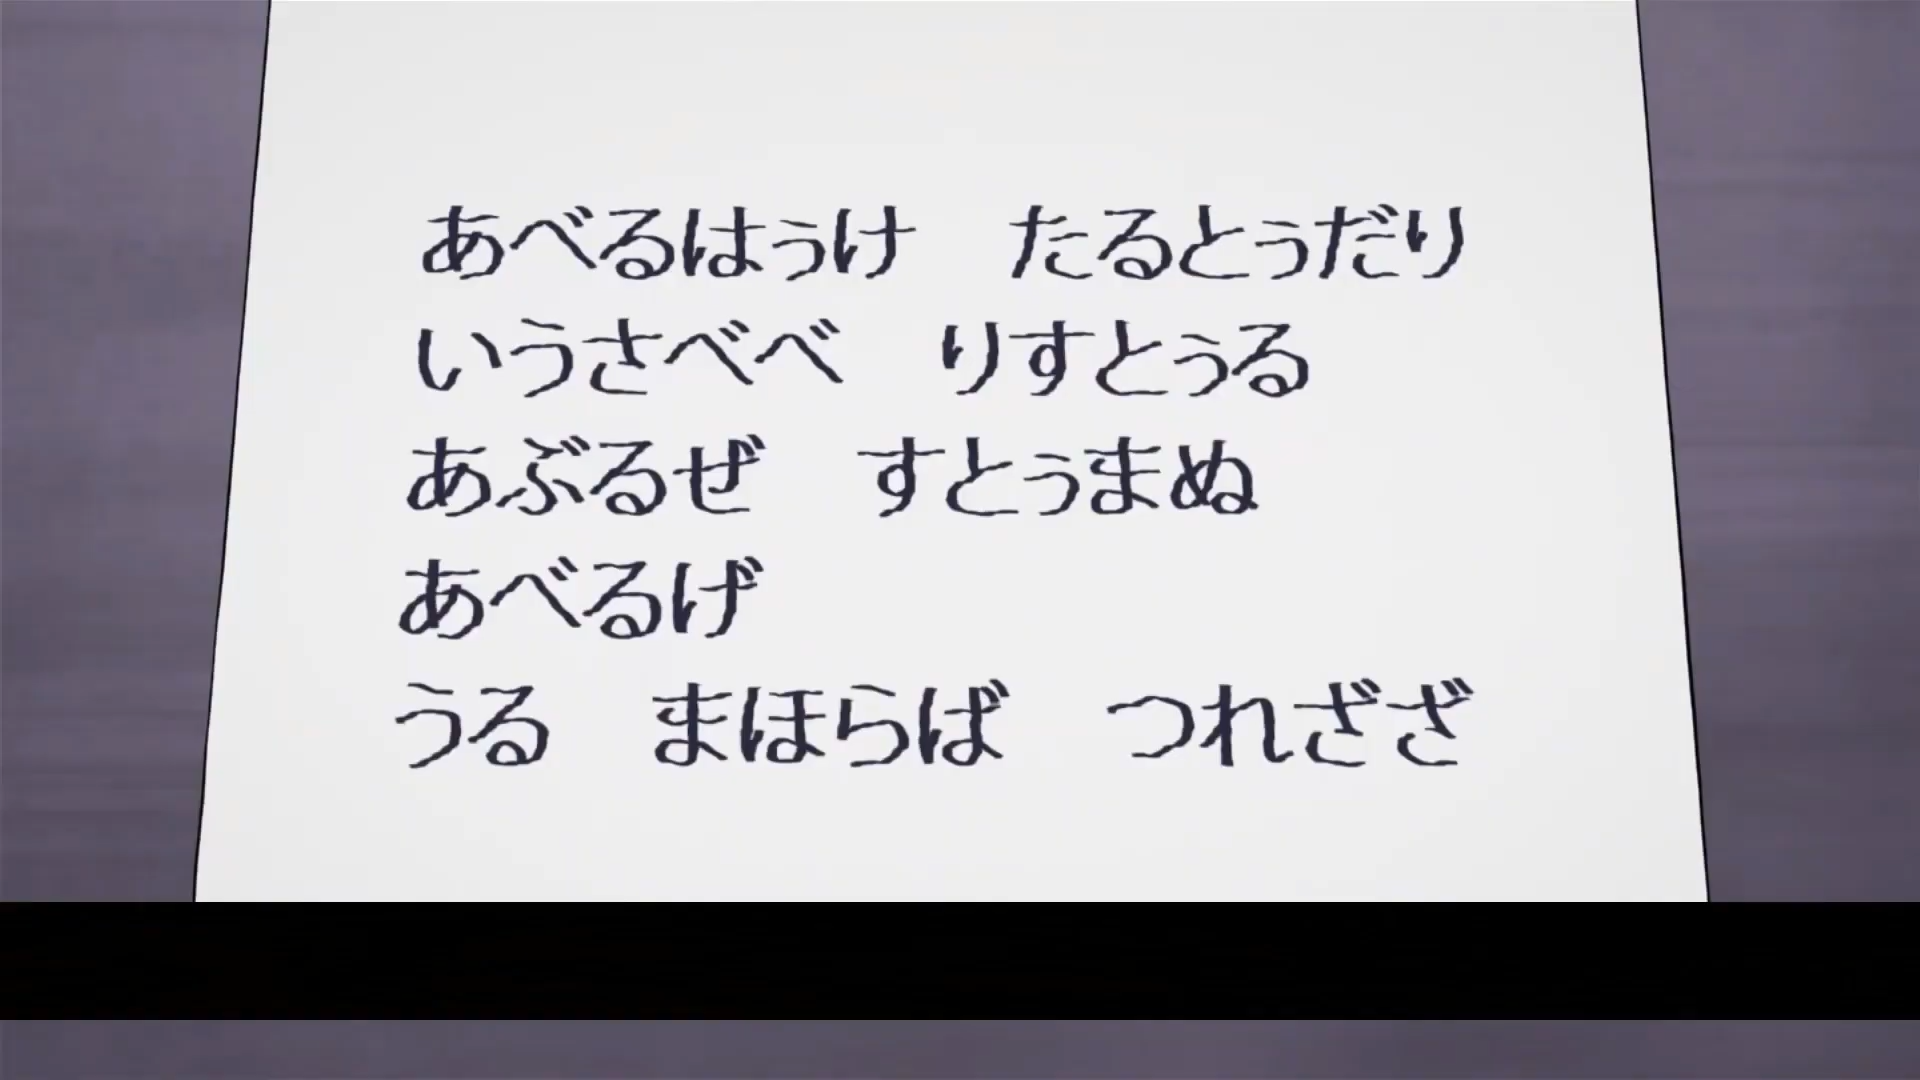 あべるはぅけ　たるとぅだり
いうさべべ　りすとぅる
あぶるぜ　すとぅまぬ
あべるげ
うる　まほらば　つれざざ